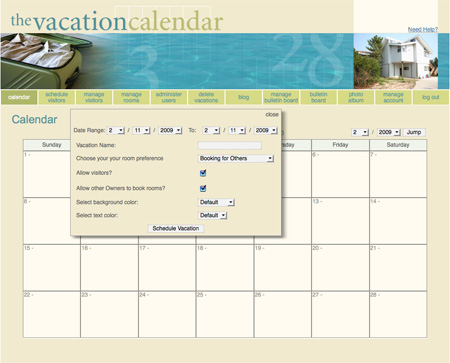 the vacation calendar
Need Help?
calendar schedule visitors manage visitors manage rooms administer users delete vacations blog manage bulletin board bulletin board photo album manage account log out
Calendar
close
Date Range: 2 / 11 / 2009 To: 2 / 11 / 2009
2 / 2009 Jump
Vacation Name:
Choose your your room preference Booking for Others
Allow visitors?
Allow other Owners to book rooms?
Select background color: Default
Select text color: Default
Schedule Vacation
Sunday Friday Saturday
1 - 6 - 7 -
8 - 13 - 14 -
15 - 16 - 17 - 18 - 19 - 20 - 21 -
22 - 23 - 24 - 25 - 26 - 27 - 28 -